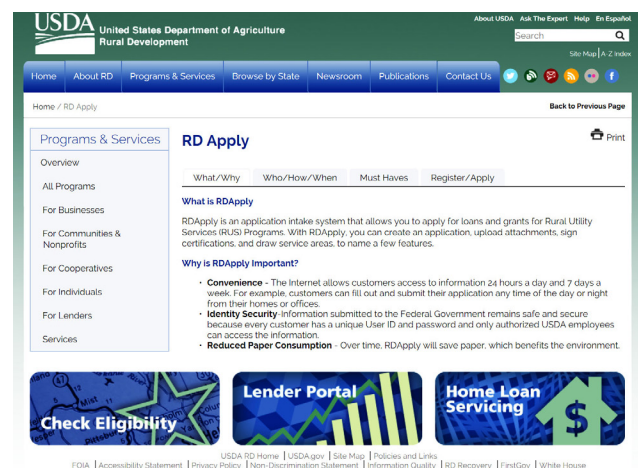 About USDA Ask The Expert Help En Español
USDA United States Department of Agriculture
Rural Development
Search
Site Map | A-Z Index
Home About RD Programs & Services Browse by State Newsroom Publications Contact Us
Home / RD Apply
Back to Previous Page
Programs & Services
Overview
All Programs
For Businesses
For Communities &
Nonprofits
For Cooperatives
For Individuals
For Lenders
Services
RD Apply
Print
What/Why Who/How/When Must Haves Register/Apply
What is RDApply
RDApply is an application intake system that allows you to apply for loans and grants for Rural Utility
Services (RUS) Programs. With RDApply, you can create an application, upload attachments, sign
certifications, and draw service areas, to name a few features.
Why is RDApply Important?
• Convenience - The Internet allows customers access to information 24 hours a day and 7 days a
week. For example, customers can fill out and submit their application any time of the day or night
from their homes or offices.
• Identity Security-Information submitted to the Federal Government remains safe and secure
because every customer has a unique User ID and password and only authorized USDA employees
can access the information.
• Reduced Paper Consumption - Over time, RDApply will save paper, which benefits the environment.
Check Eligibility
Lender Portal
Home Loan
Servicing
$
USDA RD Home | USDA.gov | Site Map | Policies and Links
FOIA | Accessibility Statement | Privacy Policy | Non-Discrimination Statement | Information Quality | RD Recovery | FirstGov | White House